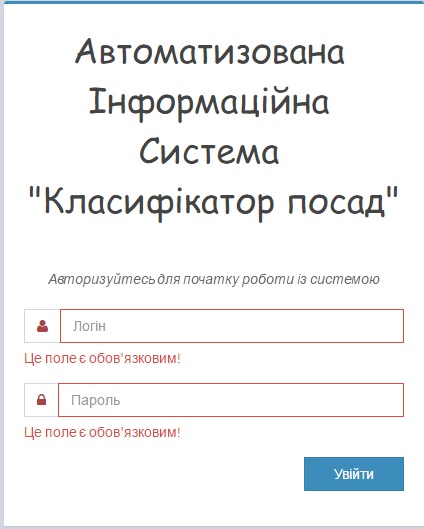 Автоматизована
Інформаційна
Система
"Класифікатор посад"
Авторизуйтесь для початку роботи із системою
Логін
Це поле є обов'язковим!
Пароль
Це поле є обов'язковим!
Увійти